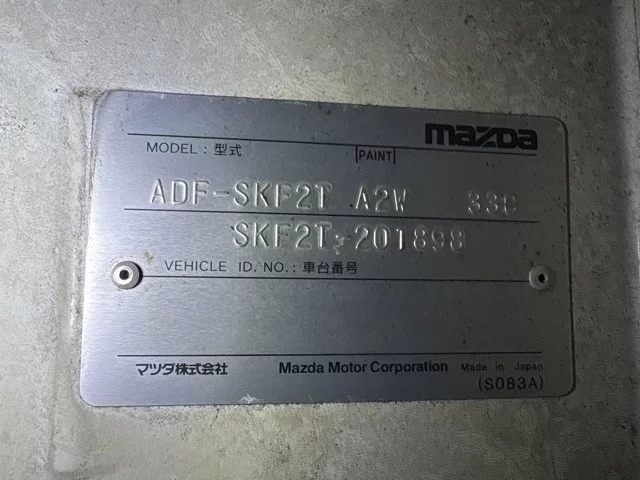 mazda
MODEL : 型式
PAINT
ADF-SKF2T A2W
SKF2T-201898
VEHICLE ID. NO. : 車台番号
マツダ株式会社 Mazda Motor Corporation Made in Japan
(S083A)